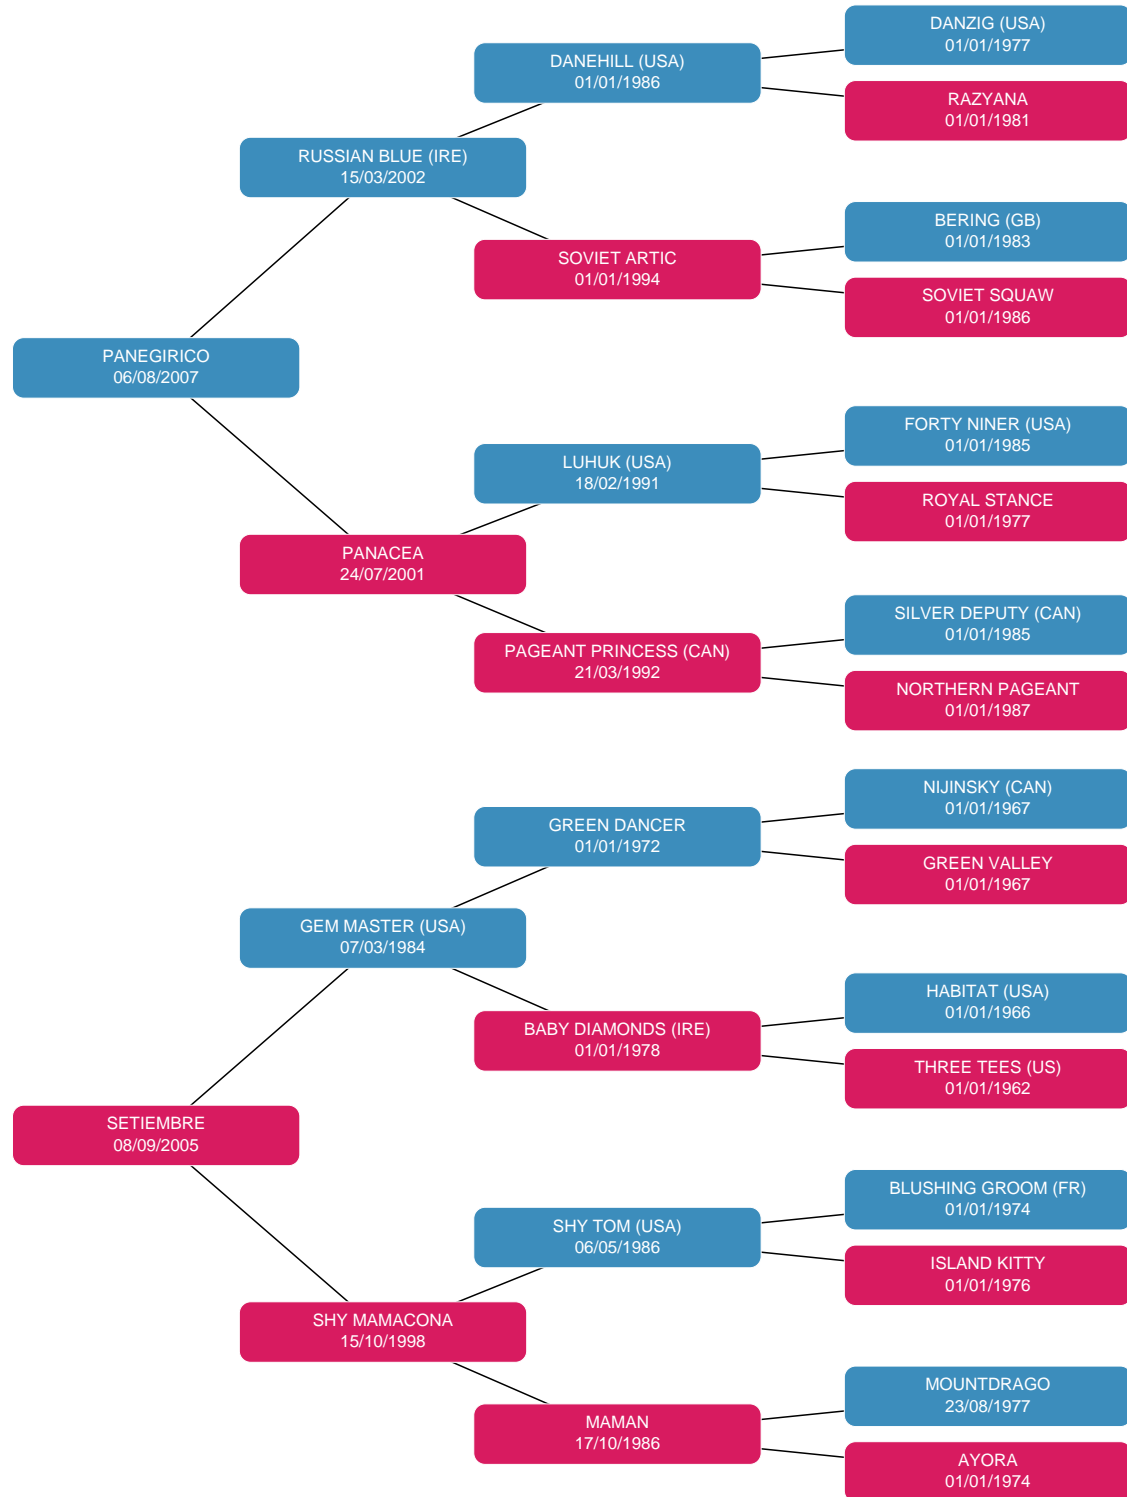 DANZIG (USA)
01/01/1977
DANEHILL (USA)
01/01/1986
RAZYANA
01/01/1981
RUSSIAN BLUE (IRE)
15/03/2002
BERING (GB)
01/01/1983
SOVIET ARTIC
01/01/1994
SOVIET SQUAW
01/01/1986
PANEGIRICO
06/08/2007
FORTY NINER (USA)
01/01/1985
LUHUK (USA)
18/02/1991
ROYAL STANCE
01/01/1977
PANACEA
24/07/2001
SILVER DEPUTY (CAN)
01/01/1985
PAGEANT PRINCESS (CAN)
21/03/1992
NORTHERN PAGEANT
01/01/1987
NIJINSKY (CAN)
01/01/1967
GREEN DANCER
01/01/1972
GREEN VALLEY
01/01/1967
GEM MASTER (USA)
07/03/1984
HABITAT (USA)
01/01/1966
BABY DIAMONDS (IRE)
01/01/1978
THREE TEES (US)
01/01/1962
SETIEMBRE
08/09/2005
BLUSHING GROOM (FR)
01/01/1974
SHY TOM (USA)
06/05/1986
ISLAND KITTY
01/01/1976
SHY MAMACONA
15/10/1998
MOUNTDRAGO
23/08/1977
MAMAN
17/10/1986
AYORA
01/01/1974